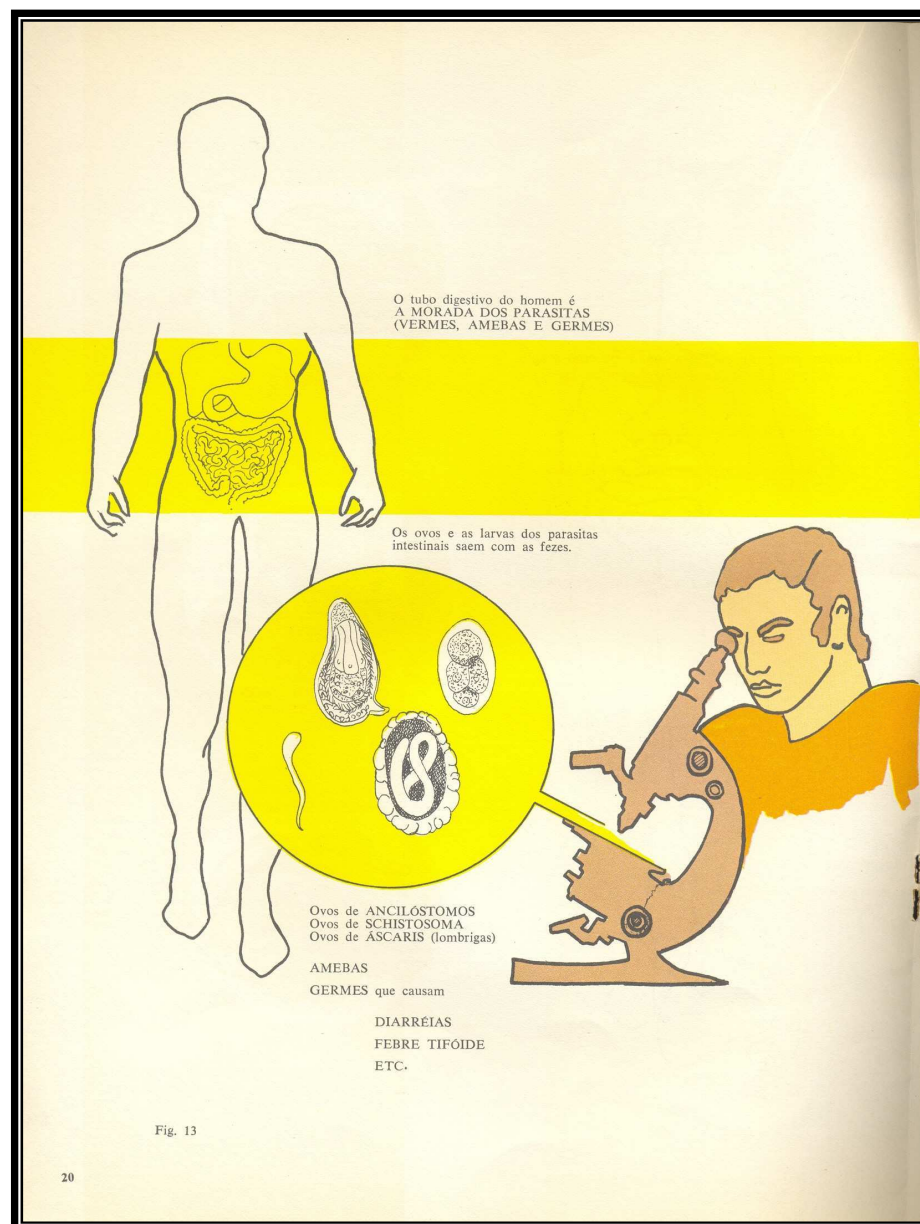 O tubo digestivo do homem é
A MORADA DOS PARASITAS
(VERMES, AMEBAS E GERMES)
Os ovos e as larvas dos parasitas
intestinais saem com as fezes.
Ovos de ANCILÓSTOMOS
Ovos de SCHISTOSOMA
Ovos de ÁSCARIS (lombrigas)
AMEBAS
GERMES que causam
DIARRÉIAS
FEBRE TIFÓIDE
ETC.
Fig. 13
20